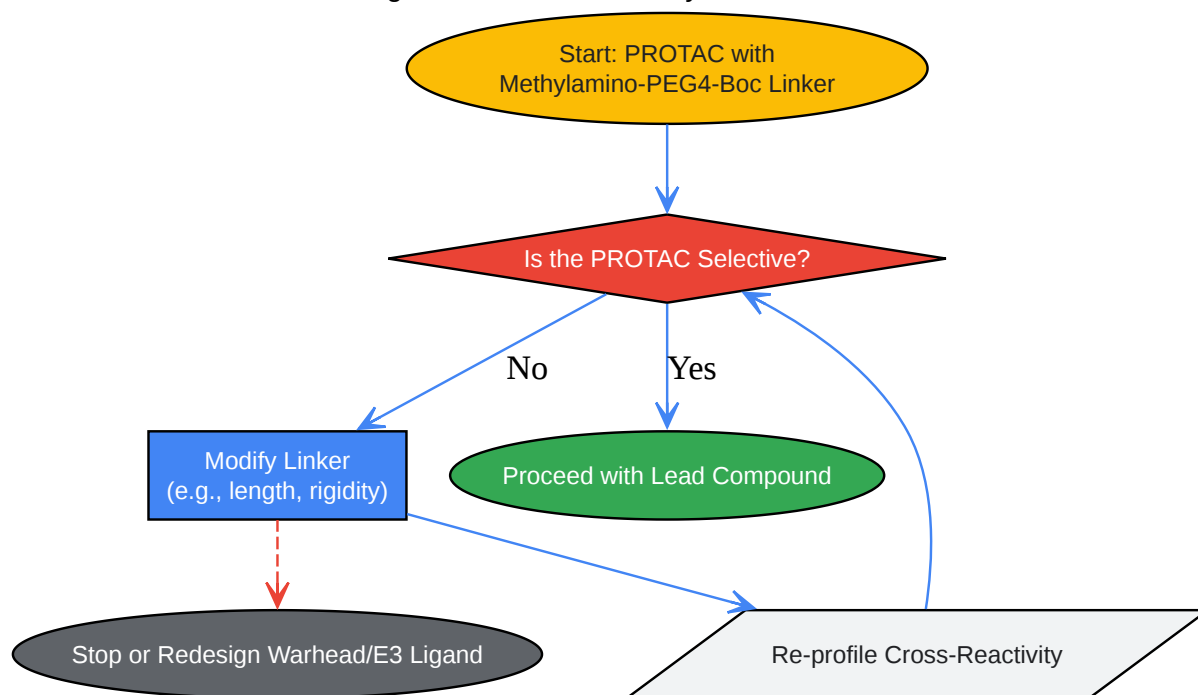 Start: PROTAC with
Methylamino-PEG4-Boc Linker
Is the PROTAC Selective?
No
Yes
Modify Linker
(e.g., length, rigidity)
Proceed with Lead Compound
Stop or Redesign Warhead/E3 Ligand
Re-profile Cross-Reactivity